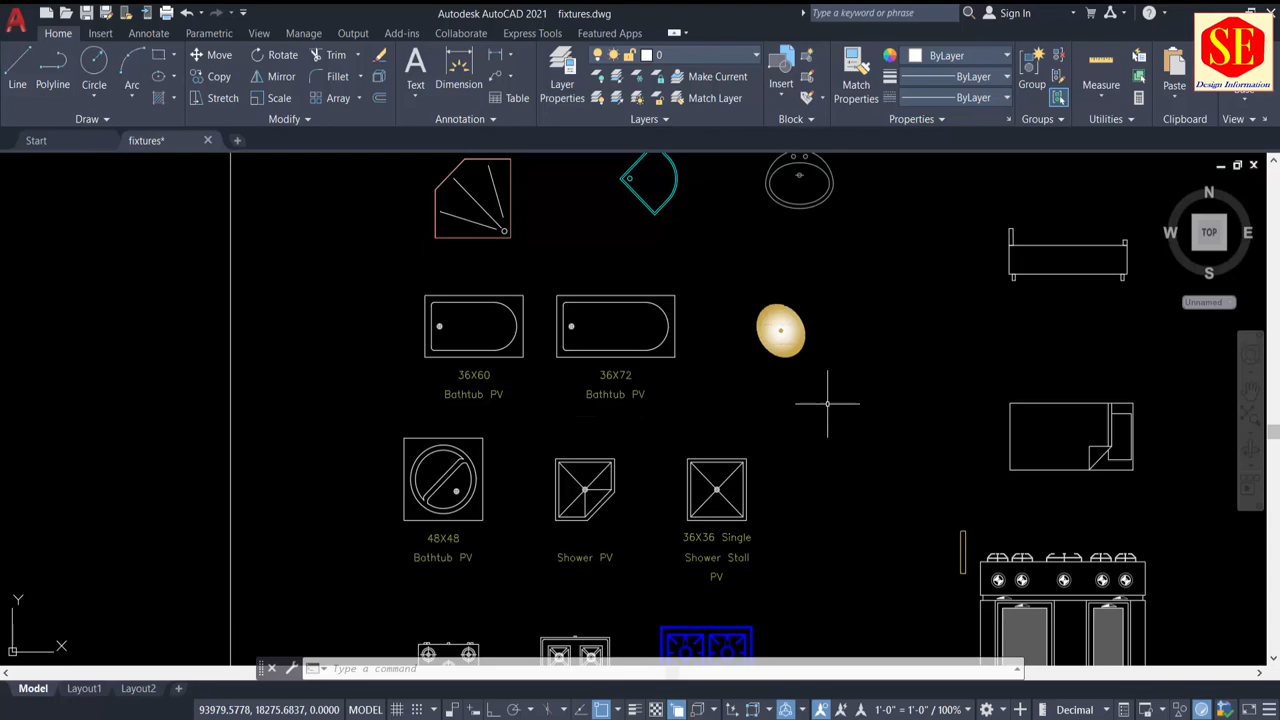 Autodesk AutoCAD 2021 fixtures.dwg
Type a keyword or phrase
Sign In
SE
Design Information
Home Insert Annotate Parametric View Manage Output Add-ins Collaborate Express Tools Featured Apps
Line Polyline Circle Arc
Move Rotate Trim
Copy Mirror Fillet
Stretch Scale Array
Text Dimension Table
Layer Properties
0
Make Current
Match Layer
Insert
Match Properties
ByLayer
ByLayer
ByLayer
Group
Measure
Paste
Draw Modify Annotation Layers Block Properties Groups Utilities Clipboard View
Start fixtures*
N
W TOP E
S
Unnamed
36X60
Bathtub PV
36X72
Bathtub PV
48X48
Bathtub PV
Shower PV
36X36 Single
Shower Stall
PV
Y
X
Type a command
Model Layout1 Layout2
93979.5778, 18275.6837, 0.0000 MODEL 1'-0" = 1'-0" / 100% Decimal